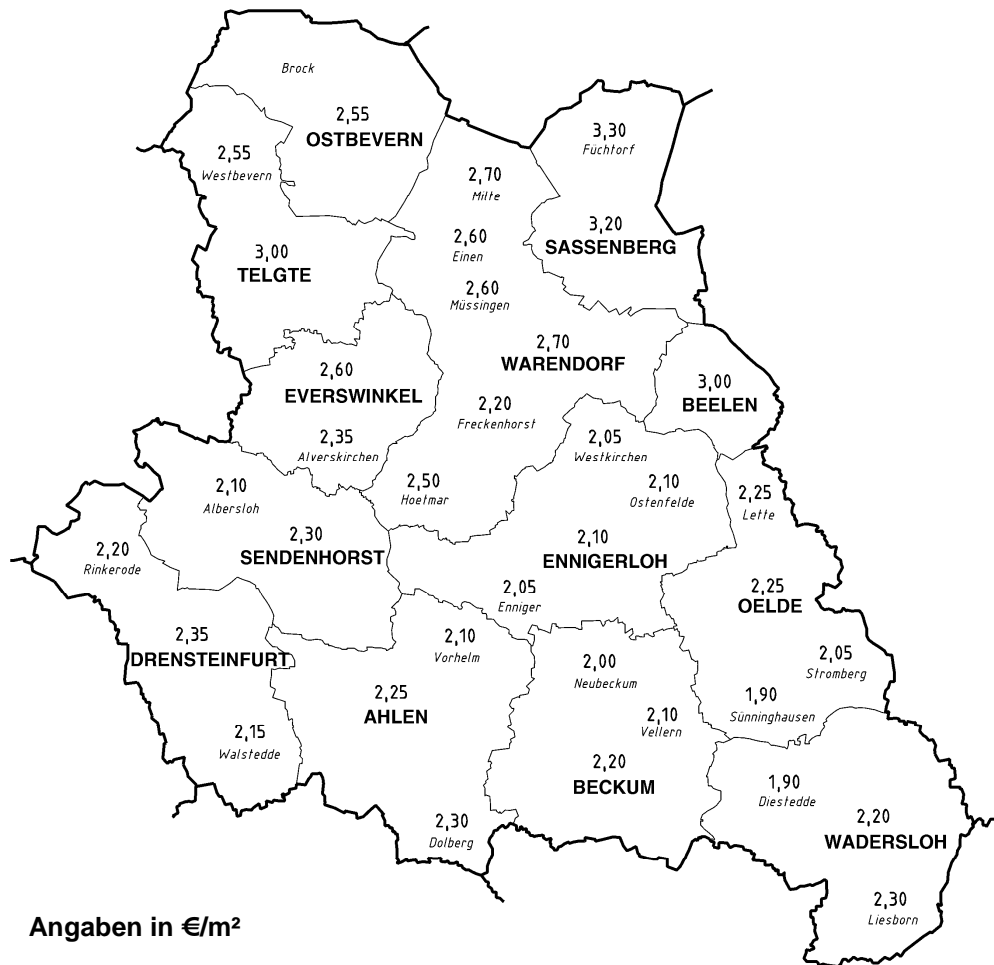 Brock
2,55
OSTBEVERN
2,55
Westbevern
3,30
Füchtorf
2,70
Milte
3,20
SASSENBERG
2,60
Einen
3,00
TELGTE
2,60
Müssingen
2,70
WARENDORF
2,60
EVERSWINKEL
3,00
BEELEN
2,20
Freckenhorst
2,35
Alverskirchen
2,05
Westkirchen
2,10
Albersloh
2,50
Hoetmar
2,10
Ostenfelde
2,25
Lette
2,30
SENDENHORST
2,10
ENNIGERLOH
2,20
Rinkerode
2,05
Enniger
2,25
OELDE
2,35
DRENSTEINFURT
2,10
Vorhelm
2,00
Neubeckum
2,05
Stromberg
2,25
AHLEN
1,90
Sünninghausen
2,15
Walstedde
2,10
Vellern
2,20
BECKUM
1,90
Diestedde
2,30
Dolberg
2,20
WADERSLOH
2,30
Liesborn
Angaben in €/m²